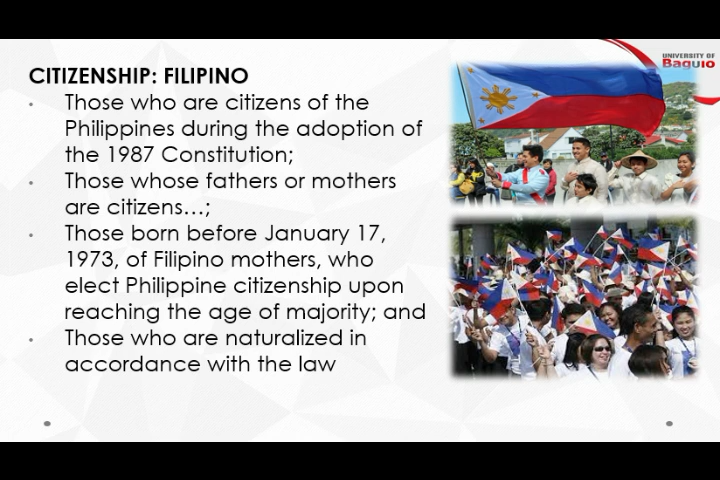 UNIVERSITY OF
Baguio
CITIZENSHIP: FILIPINO
• Those who are citizens of the
Philippines during the adoption of
the 1987 Constitution;
• Those whose fathers or mothers
are citizens...;
• Those born before January 17,
1973, of Filipino mothers, who
elect Philippine citizenship upon
reaching the age of majority; and
• Those who are naturalized in
accordance with the law